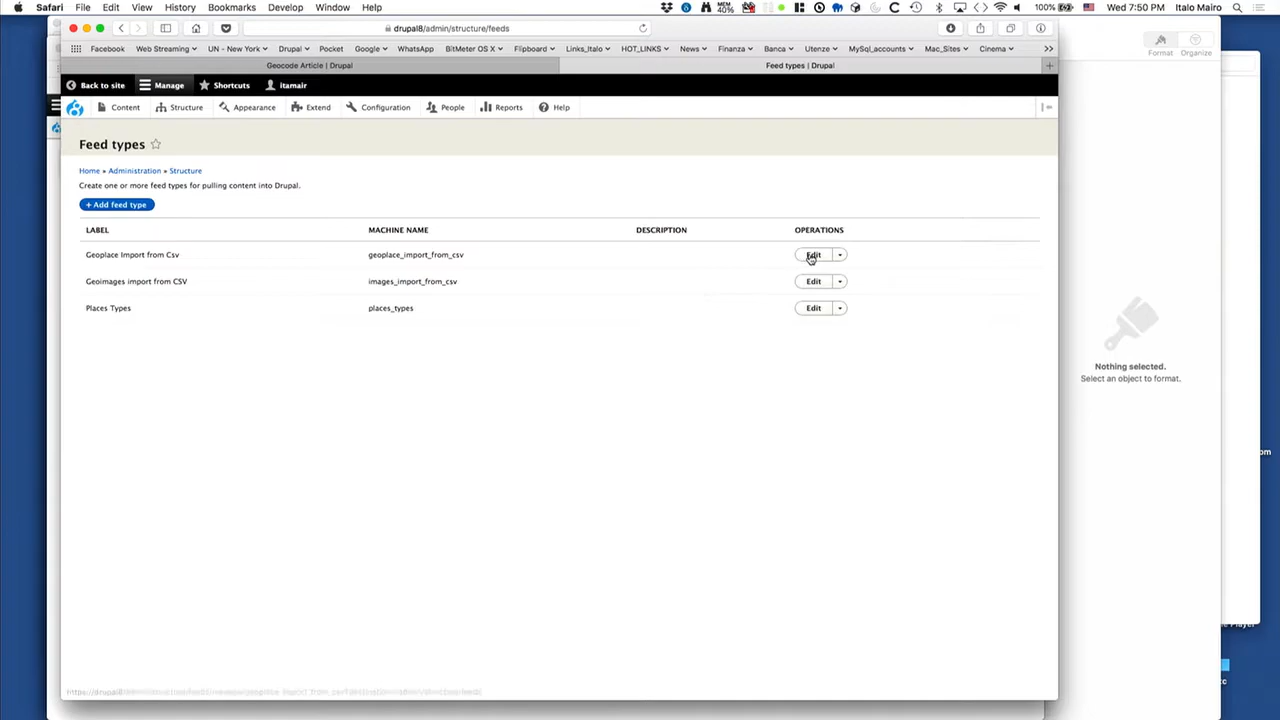 Safari File Edit View History Bookmarks Develop Window Help MEM 40% 100% Wed 7:50 PM Italo Mairo
drupal8/admin/structure/feeds
Facebook Web Streaming UN - New York Drupal Pocket Google WhatsApp BitMeter OS X Flipboard Links_Italo HOT_LINKS News Finanza Banca Utenze MySql_accounts Mac_Sites Cinema
Format Organize
Geocode Article | Drupal Feed types | Drupal
Back to site Manage Shortcuts itamair
Content Structure Appearance Extend Configuration People Reports Help
Feed types
Home » Administration » Structure
Create one or more feed types for pulling content into Drupal.
+ Add feed type
LABEL MACHINE NAME DESCRIPTION OPERATIONS
Geoplace Import from Csv geoplace_import_from_csv Edit
Geoimages import from CSV images_import_from_csv Edit
Places Types places_types Edit
Nothing selected.
Select an object to format.